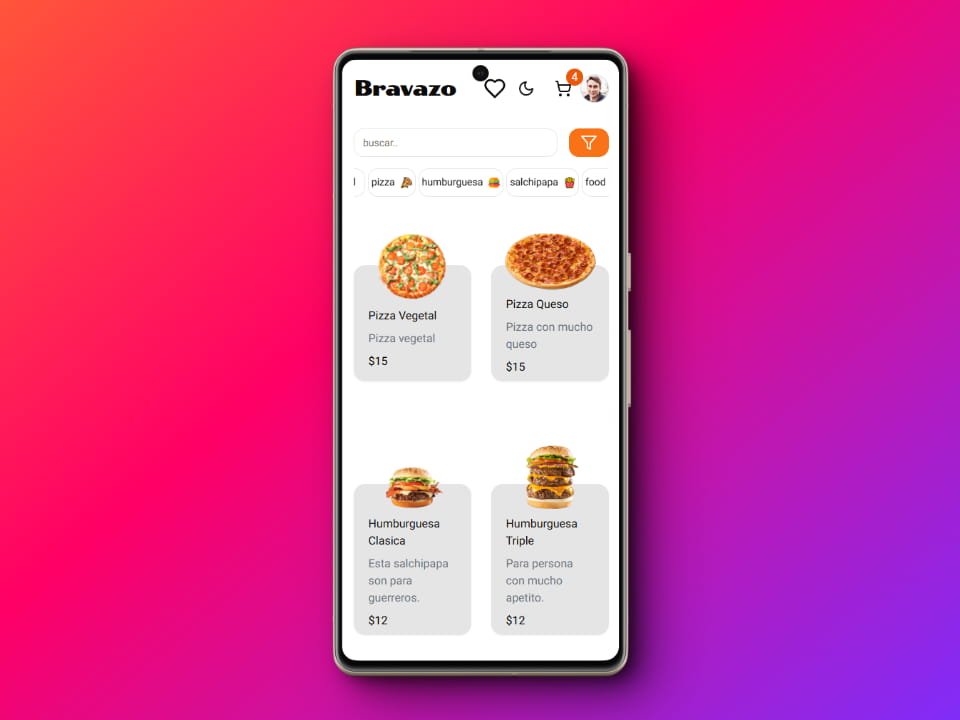 Bravazo
4
buscar..
l pizza humburguesa salchipapa food
Pizza Vegetal
Pizza vegetal
$15
Pizza Queso
Pizza con mucho
queso
$15
Humburguesa
Clasica
Esta salchipapa
son para
guerreros.
$12
Humburguesa
Triple
Para persona
con mucho
apetito.
$12